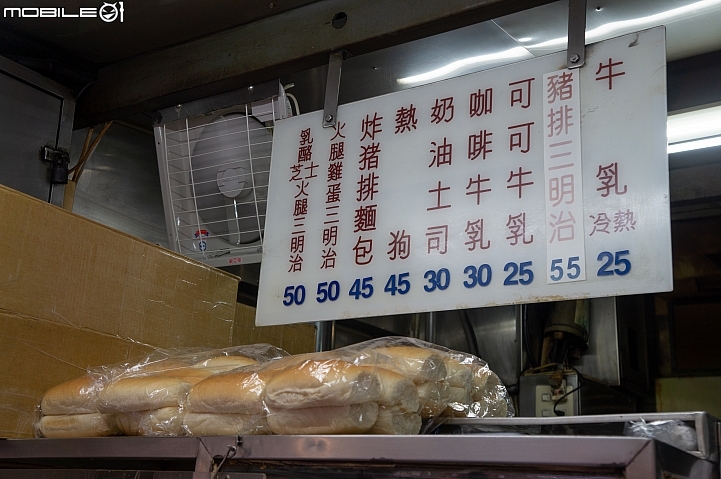 MOBILE01
牛乳 冷熱 25
豬排三明治 55
可可牛乳 25
咖啡牛乳 30
奶油土司 30
熱狗 45
炸猪排麵包 45
火腿雞蛋三明治 50
乳酪芝士火腿三明治 50